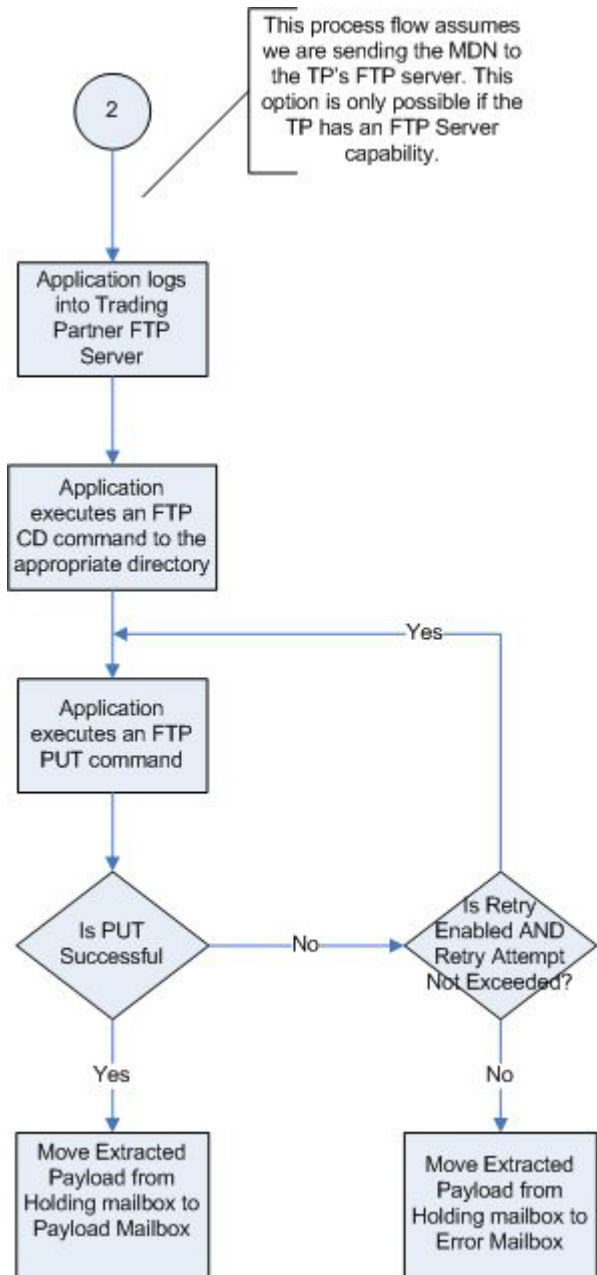 This process flow assumes
we are sending the MDN to
the TP's FTP server. This
option is only possible if the
TP has an FTP Server
capability.
2
Application logs
into Trading
Partner FTP
Server
Application
executes an FTP
CD command to the
appropriate directory
Yes
Application
executes an FTP
PUT command
Is PUT
Successful
No
Is Retry
Enabled AND
Retry Attempt
Not Exceeded?
Yes
No
Move Extracted
Payload from
Holding mailbox to
Payload Mailbox
Move Extracted
Payload from
Holding mailbox to
Error Mailbox